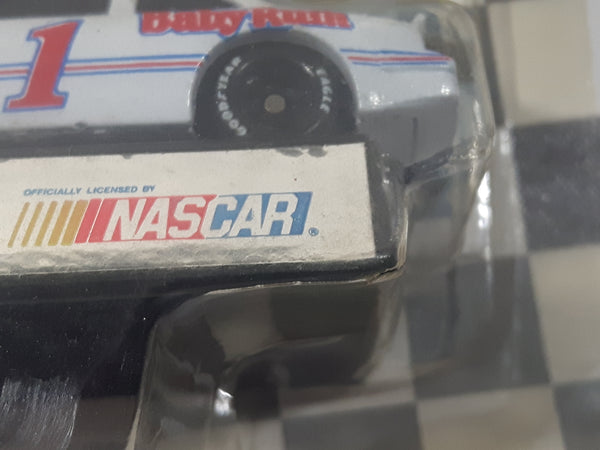 Baby Ruth
1
GOODYEAR EAGLE
OFFICIALLY LICENSED BY
NASCAR®